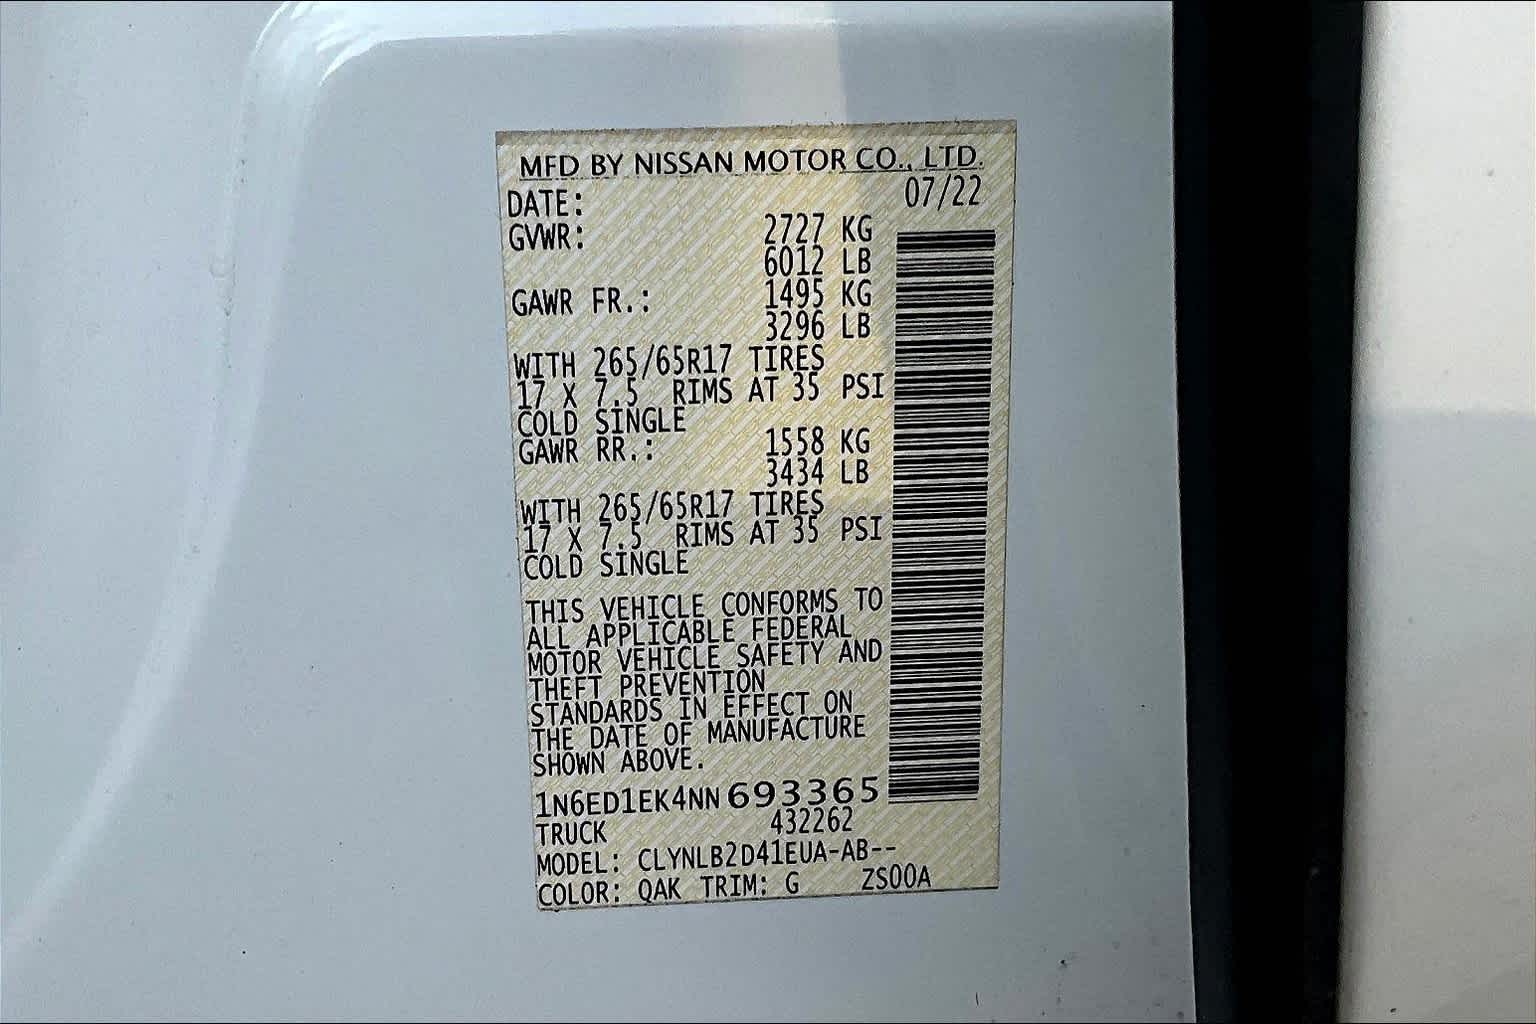 MFD BY NISSAN MOTOR CO., LTD.
DATE: 07/22
GVWR: 2727 KG
6012 LB
GAWR FR.: 1495 KG
3296 LB
WITH 265/65R17 TIRES
17 X 7.5 RIMS AT 35 PSI
COLD SINGLE
GAWR RR.: 1558 KG
3434 LB
WITH 265/65R17 TIRES
17 X 7.5 RIMS AT 35 PSI
COLD SINGLE
THIS VEHICLE CONFORMS TO
ALL APPLICABLE FEDERAL
MOTOR VEHICLE SAFETY AND
THEFT PREVENTION
STANDARDS IN EFFECT ON
THE DATE OF MANUFACTURE
SHOWN ABOVE.
1N6ED1EK4NN693365
TRUCK 432262
MODEL: CLYNLB2D41EUA-AB--
COLOR: QAK TRIM: G ZS00A